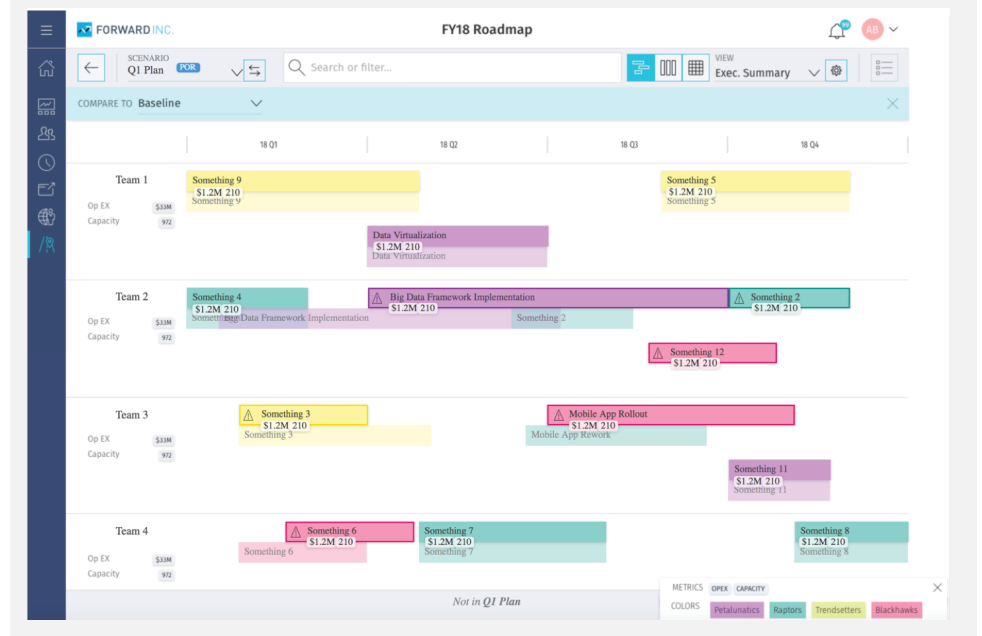 FORWARD INC.
FY18 Roadmap
99
AB
SCENARIO
Q1 Plan POR
Search or filter...
VIEW
Exec. Summary
COMPARE TO Baseline
18 Q1
18 Q2
18 Q3
18 Q4
Team 1
Something 9
$1.2M 210
Something 9
Something 5
$1.2M 210
Something 5
Op EX $33M
Capacity 972
Data Virtualization
$1.2M 210
Data Virtualization
Team 2
Something 4
$1.2M 210
Something 4
Big Data Framework Implementation
$1.2M 210
Big Data Framework Implementation
Something 2
$1.2M 210
Something 2
Op EX $33M
Capacity 972
Something 12
$1.2M 210
Team 3
Something 3
$1.2M 210
Something 3
Mobile App Rollout
$1.2M 210
Mobile App Rework
Op EX $33M
Capacity 972
Something 11
$1.2M 210
Something 11
Team 4
Something 6
$1.2M 210
Something 6
Something 7
$1.2M 210
Something 7
Something 8
$1.2M 210
Something 8
Op EX $33M
Capacity 972
Not in Q1 Plan
METRICS OPEX CAPACITY
COLORS Petalunatics Raptors Trendsetters Blackhawks